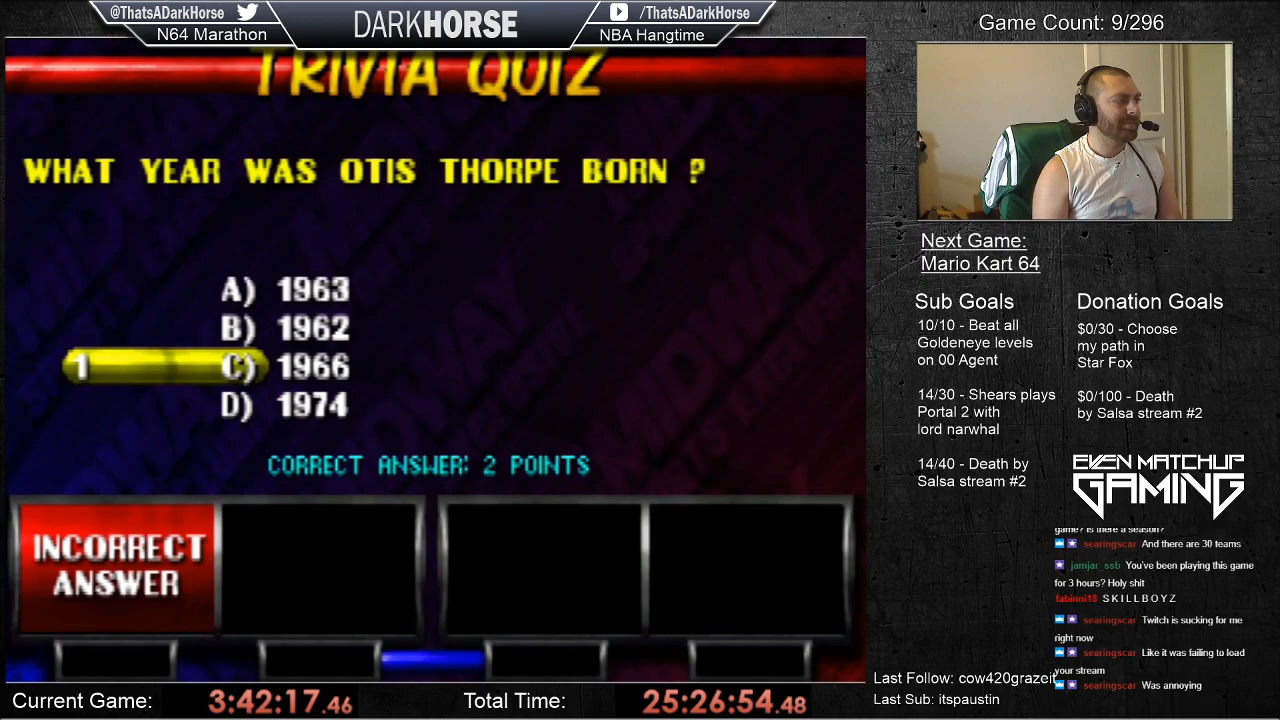 @ThatsADarkHorse
N64 Marathon
DARKHORSE
/ThatsADarkHorse
NBA Hangtime
Game Count: 9/296
TRIVIA QUIZ
WHAT YEAR WAS OTIS THORPE BORN ?
A) 1963
B) 1962
1 C) 1966
D) 1974
CORRECT ANSWER: 2 POINTS
INCORRECT
ANSWER
Next Game:
Mario Kart 64
Sub Goals
10/10 - Beat all
Goldeneye levels
on 00 Agent
14/30 - Shears plays
Portal 2 with
lord narwhal
14/40 - Death by
Salsa stream #2
Donation Goals
$0/30 - Choose
my path in
Star Fox
$0/100 - Death
by Salsa stream #2
EVEN MATCHUP
GAMING
game? is there a season?
searingscar And there are 30 teams
jamjar_ssb You've been playing this game
for 3 hours? Holy shit
fabinni18 S K I L L B O Y Z
searingscar Twitch is sucking for me
right now
searingscar Like it was failing to load
your stream
searingscar Was annoying
Last Follow: cow420grazeit
Last Sub: itspaustin
Current Game: 3:42:17.46
Total Time: 25:26:54.48